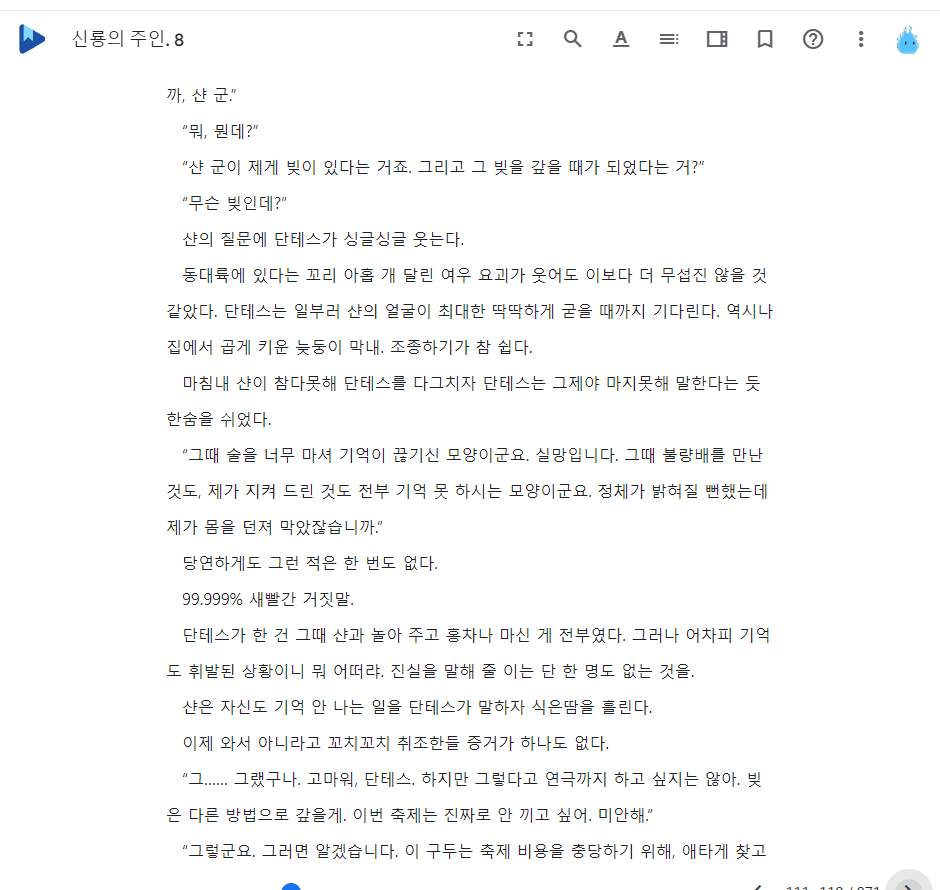 신룡의 주인. 8
까, 샨 군.”
“뭐, 뭔데?”
“샨 군이 제게 빚이 있다는 거죠. 그리고 그 빚을 갚을 때가 되었다는 거?”
“무슨 빚인데?”
샨의 질문에 단테스가 싱글싱글 웃는다.
동대륙에 있다는 꼬리 아홉 개 달린 여우 요괴가 웃어도 이보다 더 무섭진 않을 것
같았다. 단테스는 일부러 샨의 얼굴이 최대한 딱딱하게 굳을 때까지 기다린다. 역시나
집에서 곱게 키운 늦둥이 막내. 조종하기가 참 쉽다.
마침내 샨이 참다못해 단테스를 다그치자 단테스는 그제야 마지못해 말한다는 듯
한숨을 쉬었다.
“그때 술을 너무 마셔 기억이 끊기신 모양이군요. 실망입니다. 그때 불량배를 만난
것도, 제가 지켜 드린 것도 전부 기억 못 하시는 모양이군요. 정체가 밝혀질 뻔했는데
제가 몸을 던져 막았잖습니까.”
당연하게도 그런 적은 한 번도 없다.
99.999% 새빨간 거짓말.
단테스가 한 건 그때 샨과 놀아 주고 홍차나 마신 게 전부였다. 그러나 어차피 기억
도 휘발된 상황이니 뭐 어떠랴. 진실을 말해 줄 이는 단 한 명도 없는 것을.
샨은 자신도 기억 안 나는 일을 단테스가 말하자 식은땀을 흘린다.
이제 와서 아니라고 꼬치꼬치 취조한들 증거가 하나도 없다.
“그...... 그랬구나. 고마워, 단테스. 하지만 그렇다고 연극까지 하고 싶지는 않아. 빚
은 다른 방법으로 갚을게. 이번 축제는 진짜로 안 끼고 싶어. 미안해.”
“그렇군요. 그러면 알겠습니다. 이 구두는 축제 비용을 충당하기 위해, 애타게 찾고